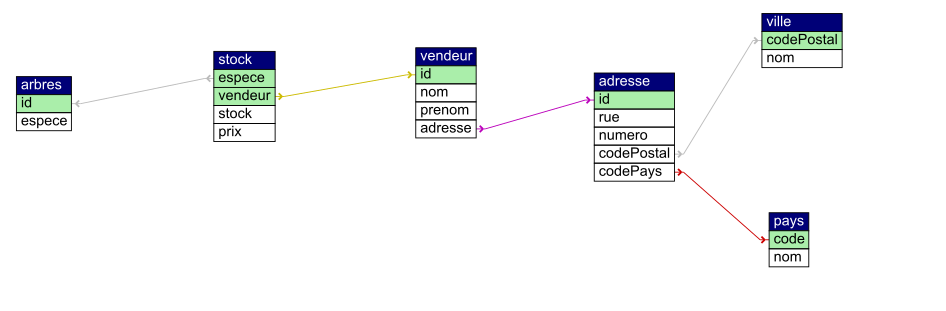 arbres
id
espece
stock
espece
vendeur
stock
prix
vendeur
id
nom
prenom
adresse
adresse
id
rue
numero
codePostal
codePays
ville
codePostal
nom
pays
code
nom